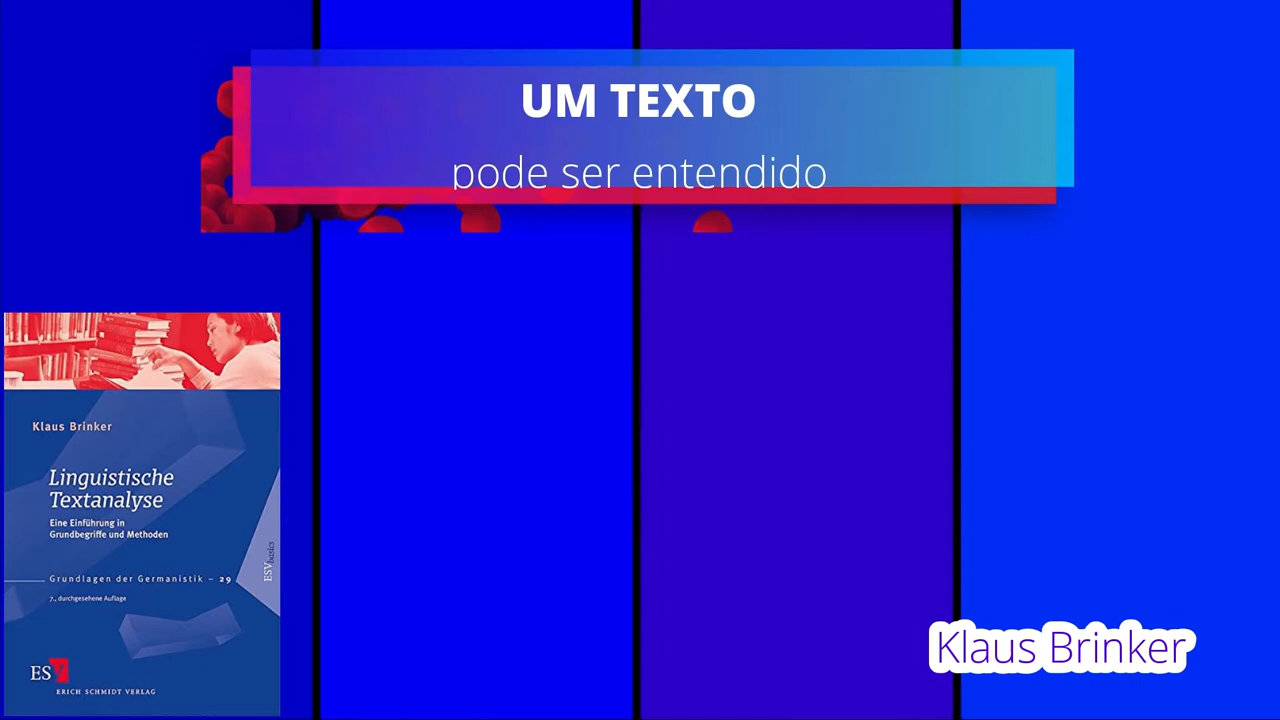 UM TEXTO
pode ser entendido
Klaus Brinker
Linguistische
Textanalyse
Eine Einführung in
Grundbegriffe und Methoden
ESVbasics
Grundlagen der Germanistik – 29
7., durchgesehene Auflage
ESV
ERICH SCHMIDT VERLAG
Klaus Brinker